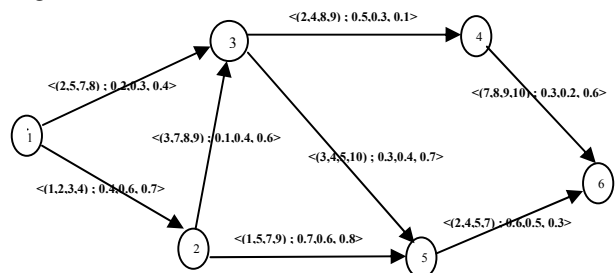 <(2,4,8,9) ; 0.5,0.3, 0.1>
3
4
<(2,5,7,8) ; 0.2,0.3, 0.4>
<(7,8,9,10) ; 0.3,0.2, 0.6>
<(3,7,8,9) ; 0.1,0.4, 0.6>
1
<(3,4,5,10) ; 0.3,0.4, 0.7>
<(1,2,3,4) ; 0.4,0.6, 0.7>
6
<(1,5,7,9) ; 0.7,0.6, 0.8>
<(2,4,5,7) ; 0.6,0.5, 0.3>
2
5